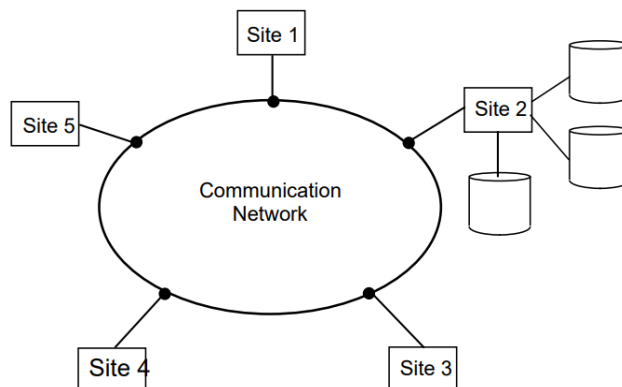 Site 1
Site 2
Site 5
Communication
Network
Site 4
Site 3